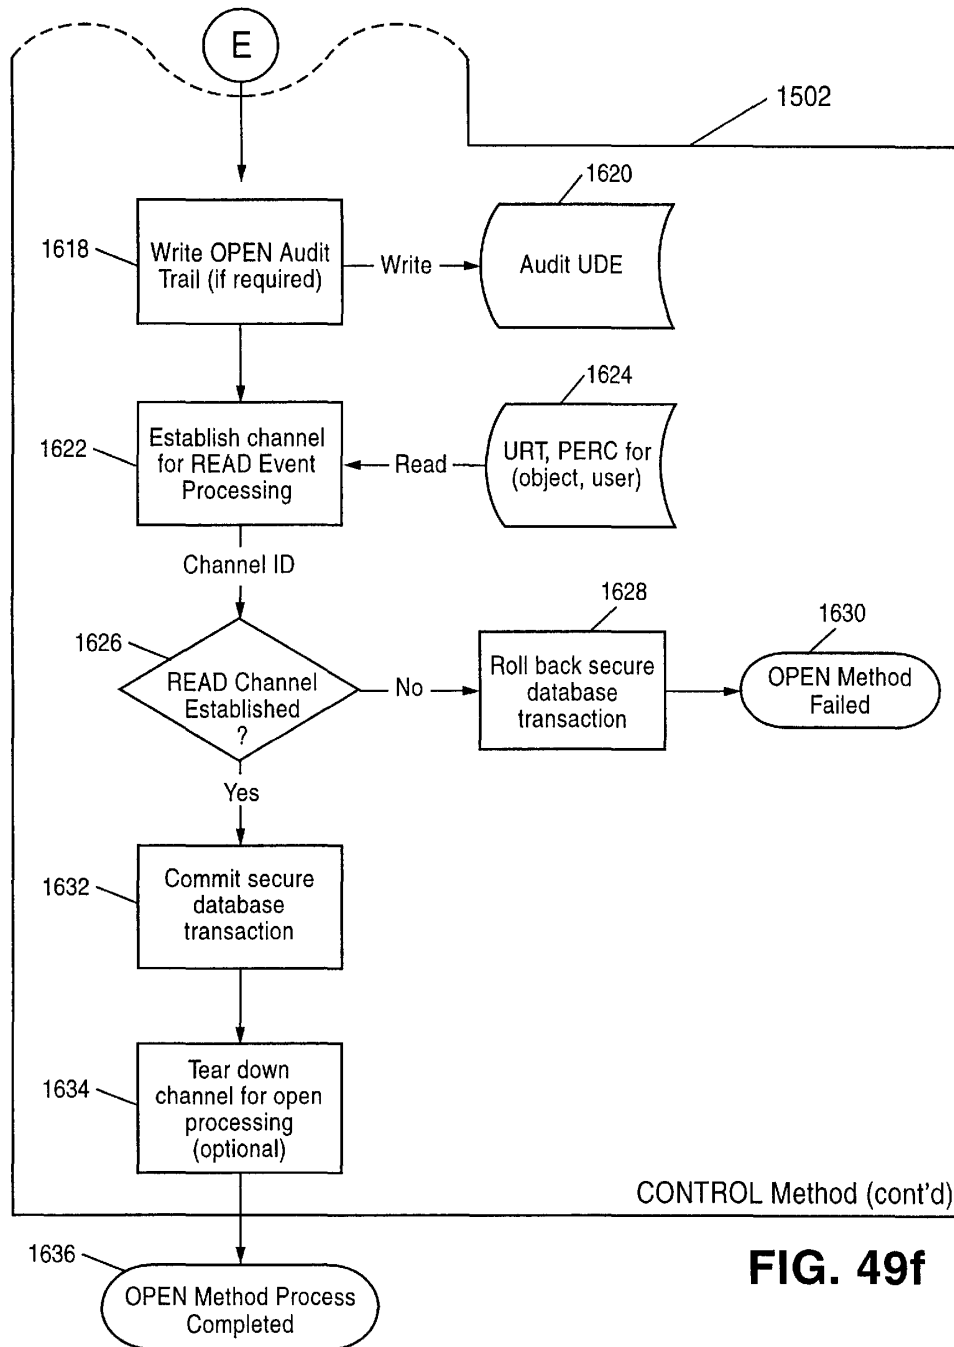 E
1502
1620
1618
Write OPEN Audit
Trail (if required)
Write
Audit UDE
1624
1622
Establish channel
for READ Event
Processing
Read
URT, PERC for
(object, user)
Channel ID
1628
1630
1626
READ Channel
Established
?
No
Roll back secure
database
transaction
OPEN Method
Failed
Yes
1632
Commit secure
database
transaction
1634
Tear down
channel for open
processing
(optional)
CONTROL Method (cont'd)
1636
OPEN Method Process
Completed
FIG. 49f